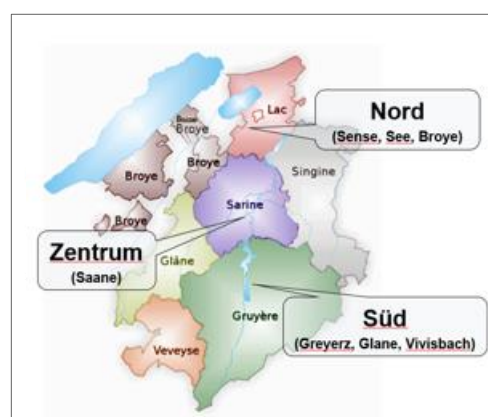 Lac
Nord
(Sense, See, Broye)
Broye
Broye
Broye
Singine
Sarine
Broye
Zentrum
(Saane)
Glâne
Süd
(Greyerz, Glane, Vivisbach)
Gruyère
Veveyse